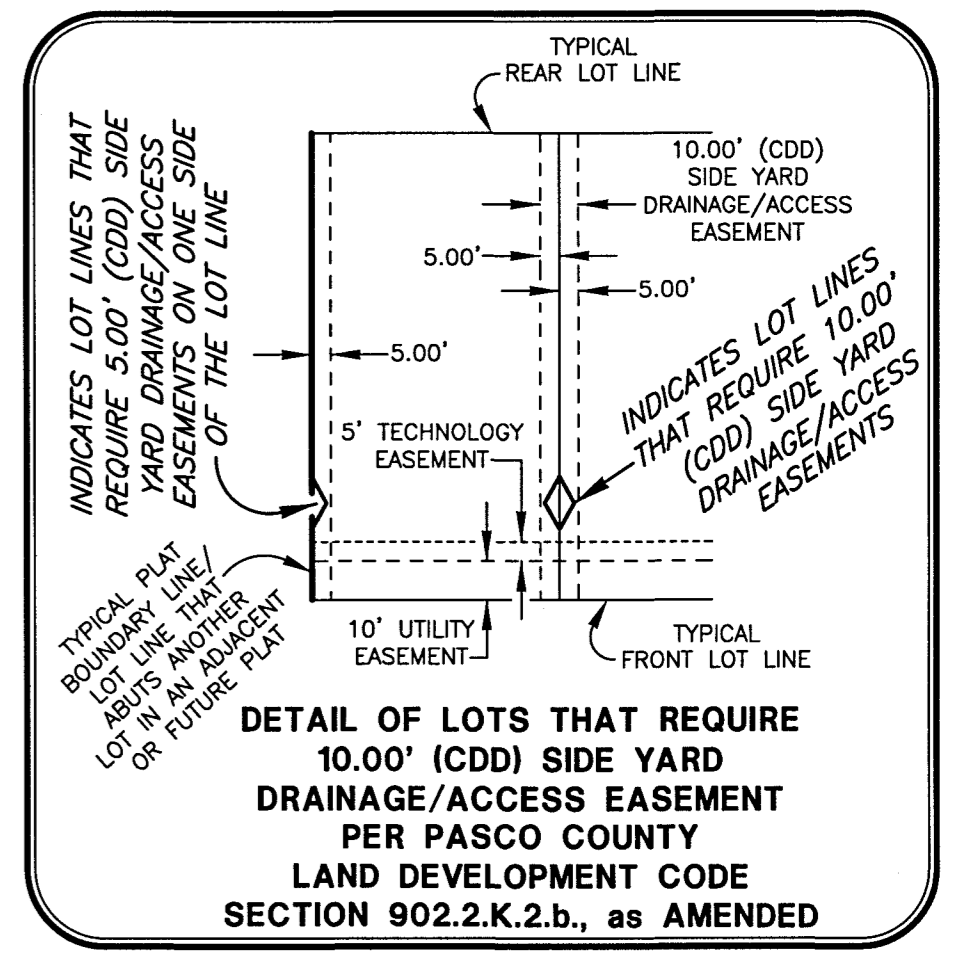 TYPICAL
REAR LOT LINE
INDICATES LOT LINES THAT
REQUIRE 5.00' (CDD) SIDE
YARD DRAINAGE/ACCESS
EASEMENTS ON ONE SIDE
OF THE LOT LINE
10.00' (CDD)
SIDE YARD
DRAINAGE/ACCESS
EASEMENT
5.00'
5.00'
5.00'
INDICATES LOT LINES
THAT REQUIRE 10.00'
(CDD) SIDE YARD
DRAINAGE/ACCESS
EASEMENTS
5' TECHNOLOGY
EASEMENT
TYPICAL PLAT
BOUNDARY LINE/
LOT LINE THAT
ABUTS ANOTHER
LOT IN AN ADJACENT
OR FUTURE PLAT
10' UTILITY
EASEMENT
TYPICAL
FRONT LOT LINE
DETAIL OF LOTS THAT REQUIRE
10.00' (CDD) SIDE YARD
DRAINAGE/ACCESS EASEMENT
PER PASCO COUNTY
LAND DEVELOPMENT CODE
SECTION 902.2.K.2.b., as AMENDED